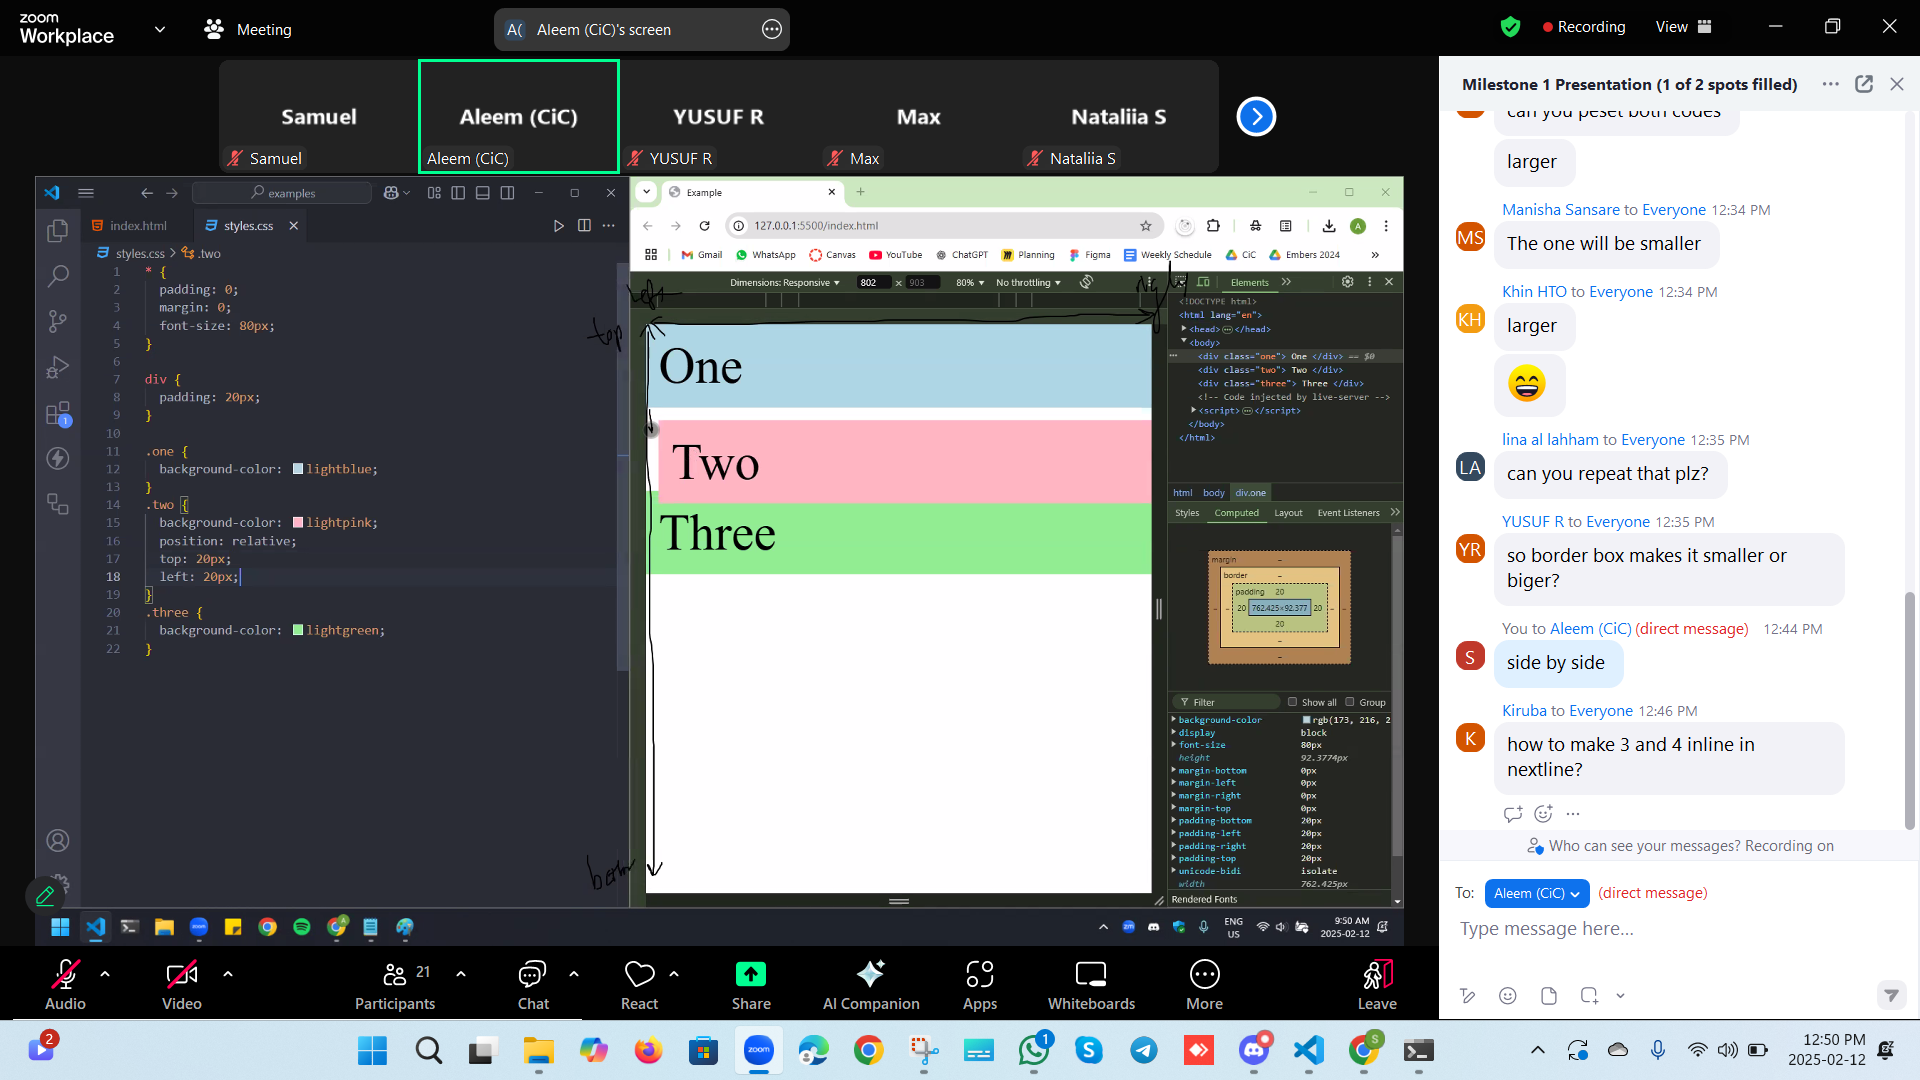 zoom
Workplace
Meeting
A( Aleem (CiC)'s screen
Recording
View
Samuel
Samuel
Aleem (CiC)
Aleem (CiC)
YUSUF R
YUSUF R
Max
Max
Nataliia S
Nataliia S
examples
index.html
styles.css
styles.css > .two
1 * {
2 padding: 0;
3 margin: 0;
4 font-size: 80px;
5 }
6
7 div {
8 padding: 20px;
9 }
10
11 .one {
12 background-color: lightblue;
13 }
14 .two {
15 background-color: lightpink;
16 position: relative;
17 top: 20px;
18 left: 20px;
19 }
20 .three {
21 background-color: lightgreen;
22 }
1
Example
127.0.0.1:5500/index.html
A
Gmail
WhatsApp
YouTube
Canvas
ChatGPT
Planning
Figma
Weekly Schedule
CiC
Embers 2024
Dimensions: Responsive
802 × 903
80%
No throttling
Elements
left
top
One
Two
Three
<!DOCTYPE html>
<html lang="en">
<head> </head>
<body>
<div class="one"> One </div> == $0
<div class="two"> Two </div>
<div class="three"> Three </div>
<!-- Code injected by live-server -->
<script> </script>
</body>
</html>
html body div.one
Styles Computed Layout Event Listeners
margin –
border –
padding 20
– – 20 762.425×92.377 20 – –
20
–
–
Filter
Show all
Group
background-color rgb(173, 216, 2
display block
font-size 80px
height 92.3774px
margin-bottom 0px
margin-left 0px
margin-right 0px
margin-top 0px
padding-bottom 20px
padding-left 20px
padding-right 20px
padding-top 20px
unicode-bidi isolate
width 762.425px
Rendered Fonts
ENG
US
9:50 AM
2025-02-12
Audio
Video
Participants
21
Chat
React
Share
AI Companion
Apps
Whiteboards
More
Leave
Milestone 1 Presentation (1 of 2 spots filled)
can you peset both codes
larger
Manisha Sansare to Everyone 12:34 PM
MS
The one will be smaller
Khin HTO to Everyone 12:34 PM
KH
larger
lina al lahham to Everyone 12:35 PM
LA
can you repeat that plz?
YUSUF R to Everyone 12:35 PM
YR
so border box makes it smaller or
biger?
You to Aleem (CiC) (direct message) 12:44 PM
S
side by side
Kiruba to Everyone 12:46 PM
K
how to make 3 and 4 inline in
nextline?
Who can see your messages? Recording on
To: Aleem (CiC) (direct message)
Type message here...
2
zoom
1
S
12:50 PM
2025-02-12